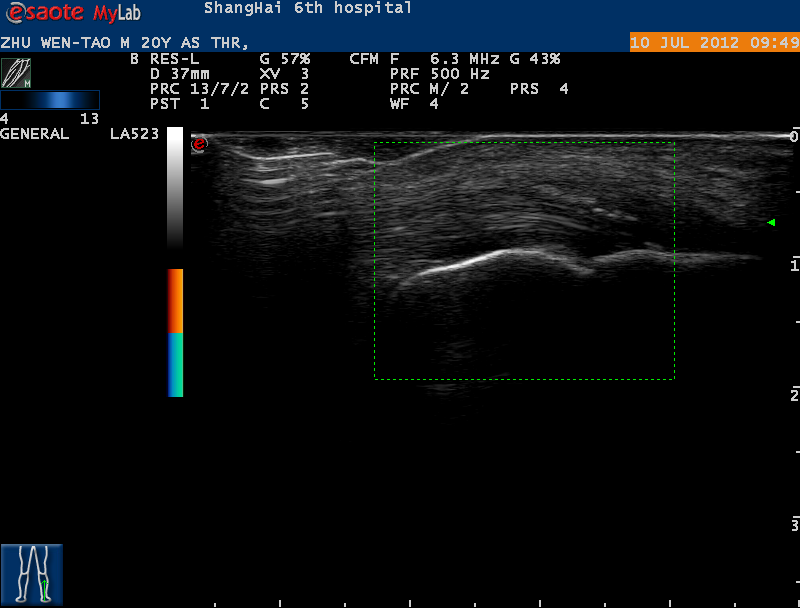 esaote MyLab
ShangHai 6th hospital
ZHU WEN-TAO M 20Y AS THR,
10 JUL 2012 09:49
B RES-L G 57% CFM F 6.3 MHz G 43%
D 37mm XV 3 PRF 500 Hz
PRC 13/7/2 PRS 2 PRC M/ 2 PRS 4
PST 1 C 5 WF 4
M
4 13
GENERAL LA523
e
0
1
2
3